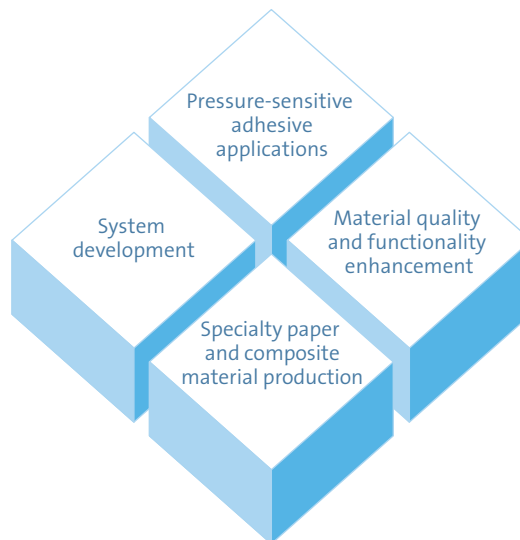 Pressure-sensitive
adhesive
applications
System
development
Material quality
and functionality
enhancement
Specialty paper
and composite
material production